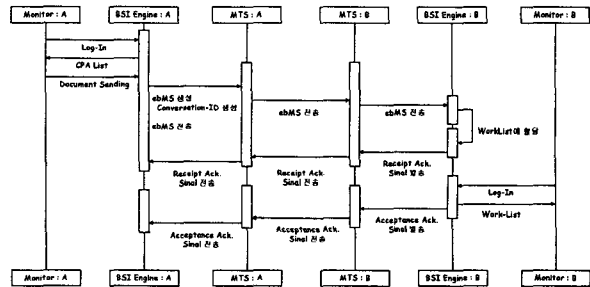 Monitor : A
BSI Engine : A
MTS : A
MTS : B
BSI Engine : B
Monitor : B
Log-In
CPA List
Document Sending
ebMS 생성
Conversation-ID 생성
ebMS 전송
ebMS 전송
ebMS 전송
WorkList에 할당
Receipt Ack.
Sinal 전송
Receipt Ack.
Sinal 전송
Receipt Ack.
Sinal 발송
Log-In
Work-List
Acceptance Ack.
Sinal 전송
Acceptance Ack.
Sinal 전송
Acceptance Ack.
Sinal 발송
Monitor : A
BSI Engine : A
MTS : A
MTS : B
BSI Engine : B
Monitor : B